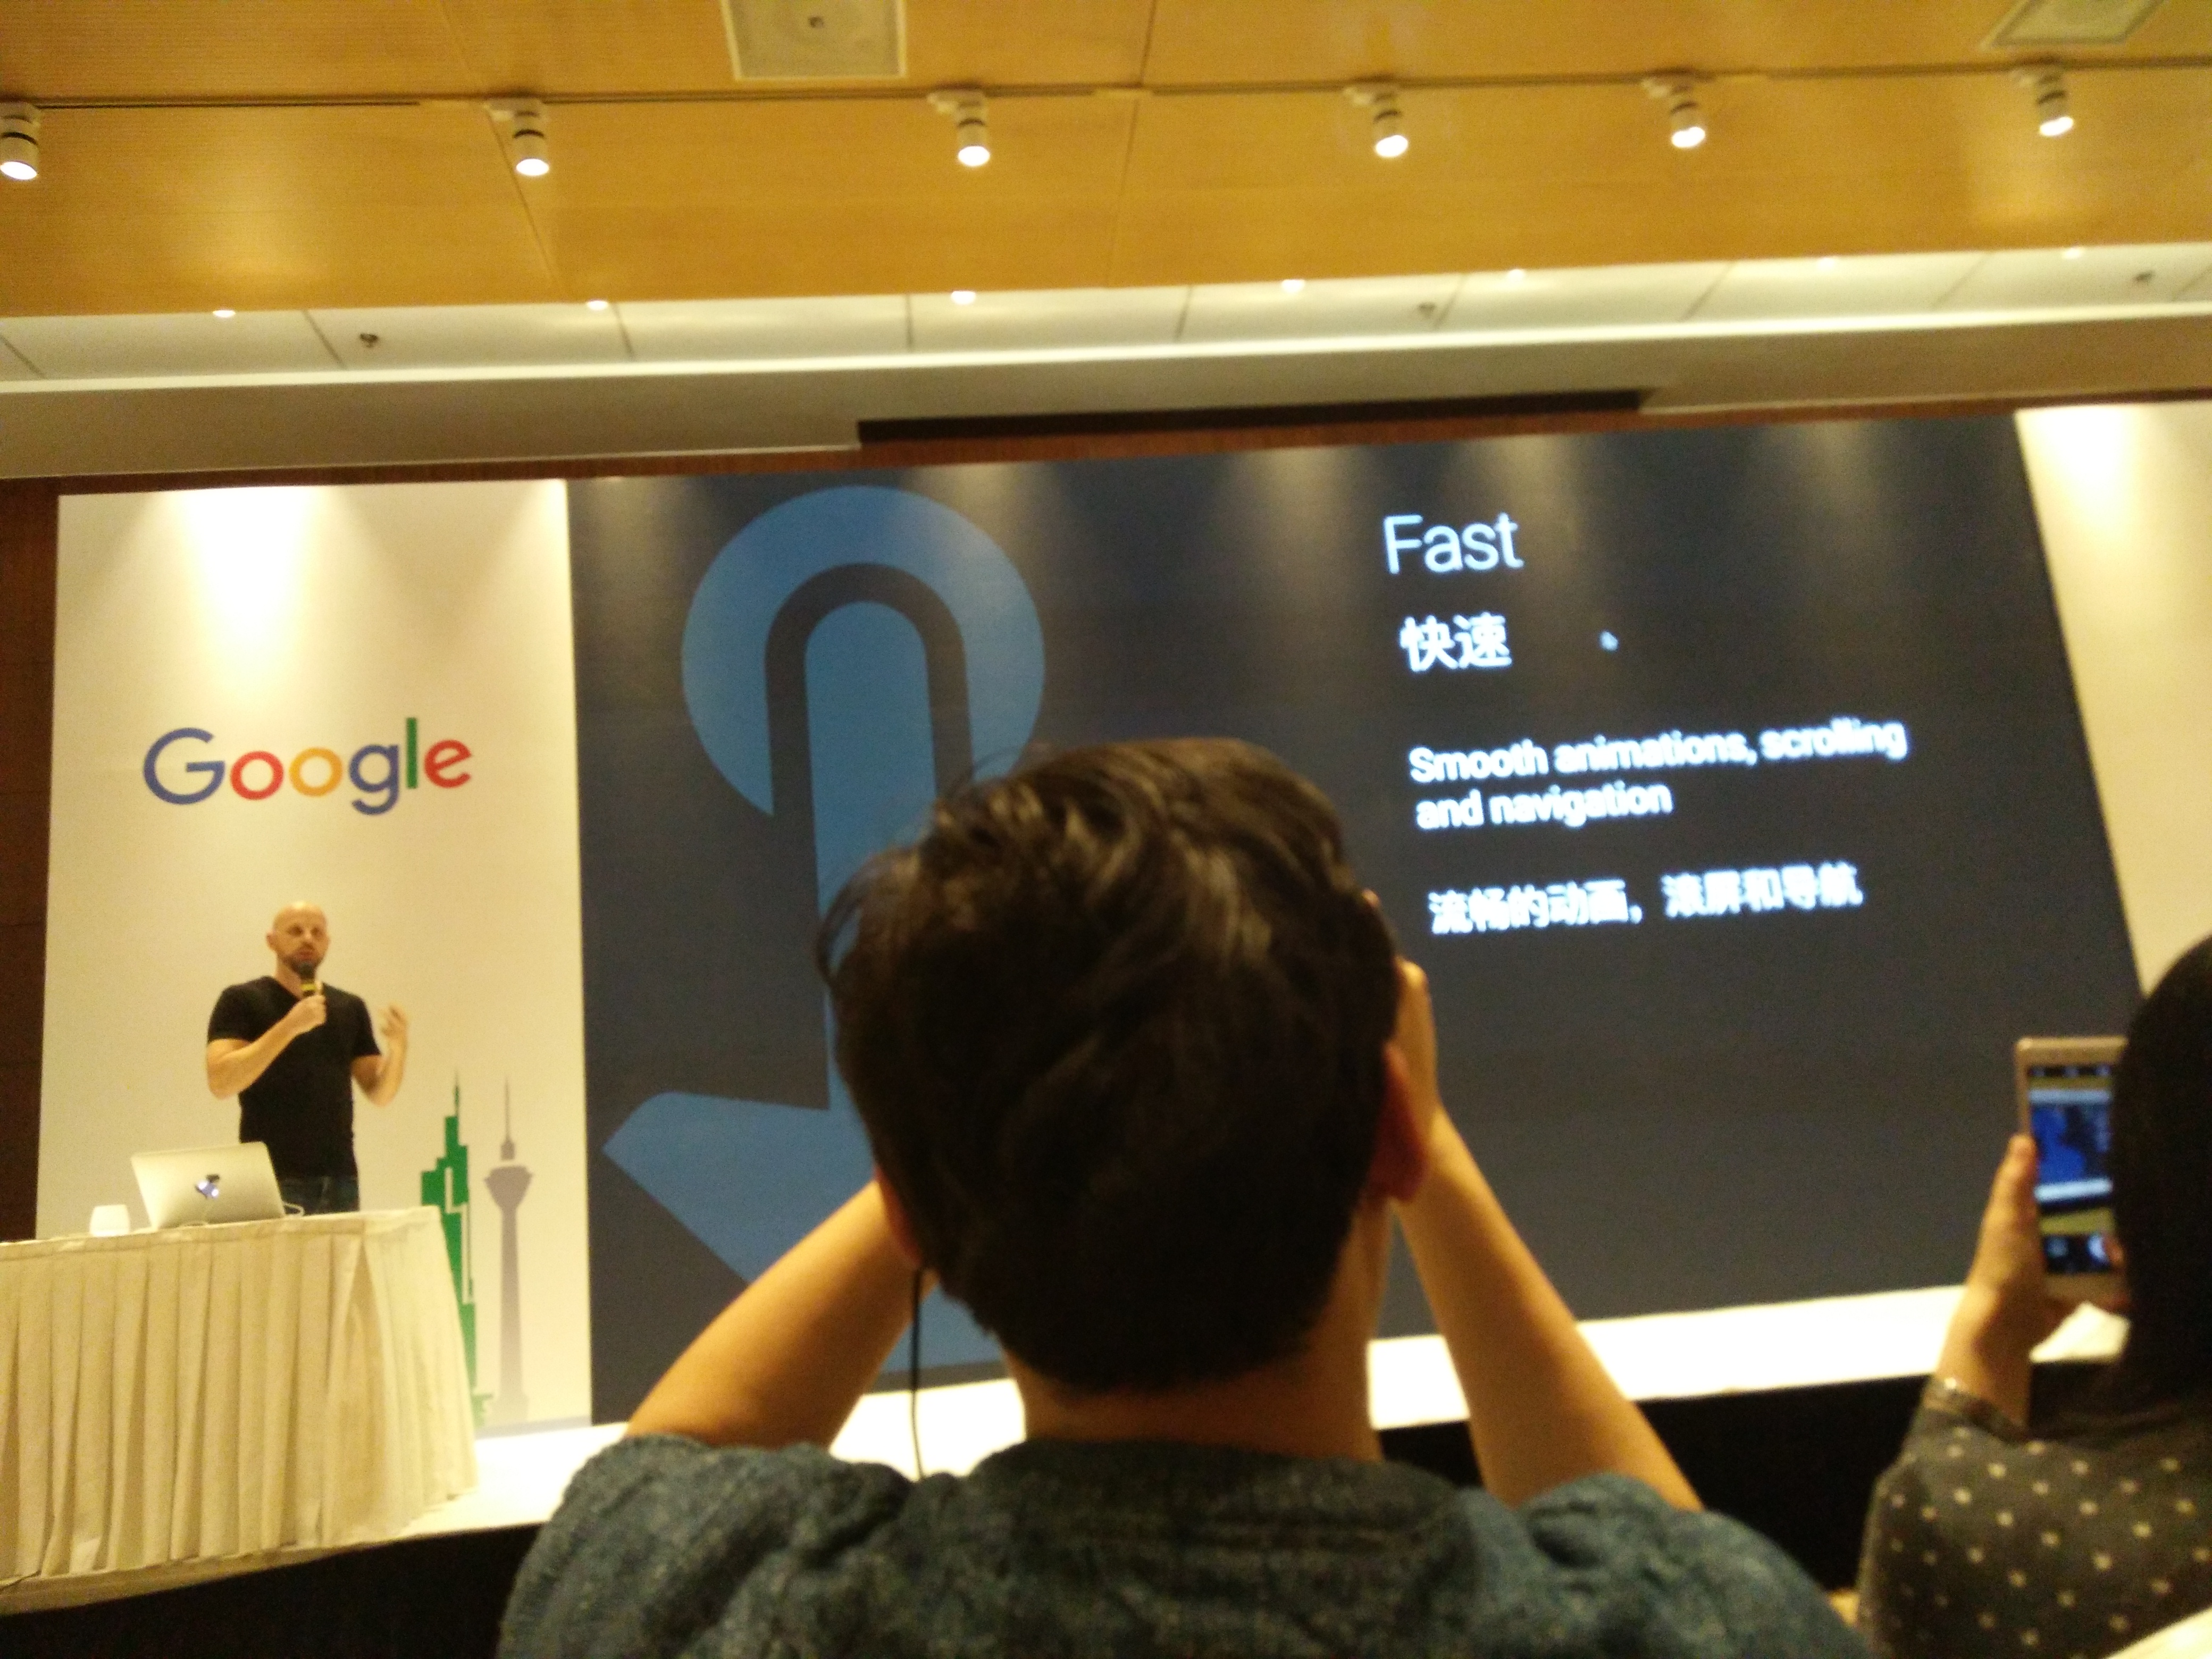 Google
Fast
快速
Smooth animations, scrolling
and navigation
流畅的动画，滚屏和导航